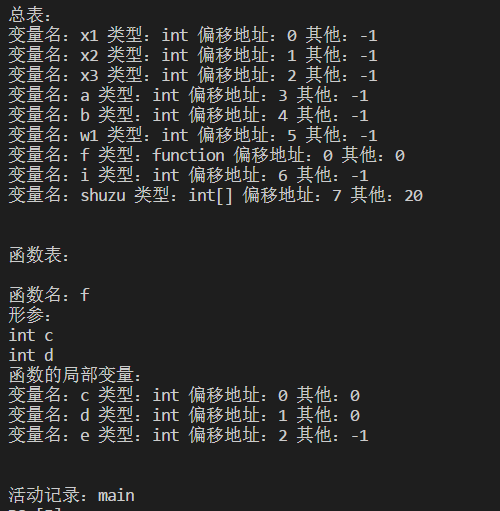 总表：
变量名：x1 类型：int 偏移地址：0 其他：-1
变量名：x2 类型：int 偏移地址：1 其他：-1
变量名：x3 类型：int 偏移地址：2 其他：-1
变量名：a 类型：int 偏移地址：3 其他：-1
变量名：b 类型：int 偏移地址：4 其他：-1
变量名：w1 类型：int 偏移地址：5 其他：-1
变量名：f 类型：function 偏移地址：0 其他：0
变量名：i 类型：int 偏移地址：6 其他：-1
变量名：shuzu 类型：int[] 偏移地址：7 其他：20
函数表：
函数名：f
形参：
int c
int d
函数的局部变量：
变量名：c 类型：int 偏移地址：0 其他：0
变量名：d 类型：int 偏移地址：1 其他：0
变量名：e 类型：int 偏移地址：2 其他：-1
活动记录：main